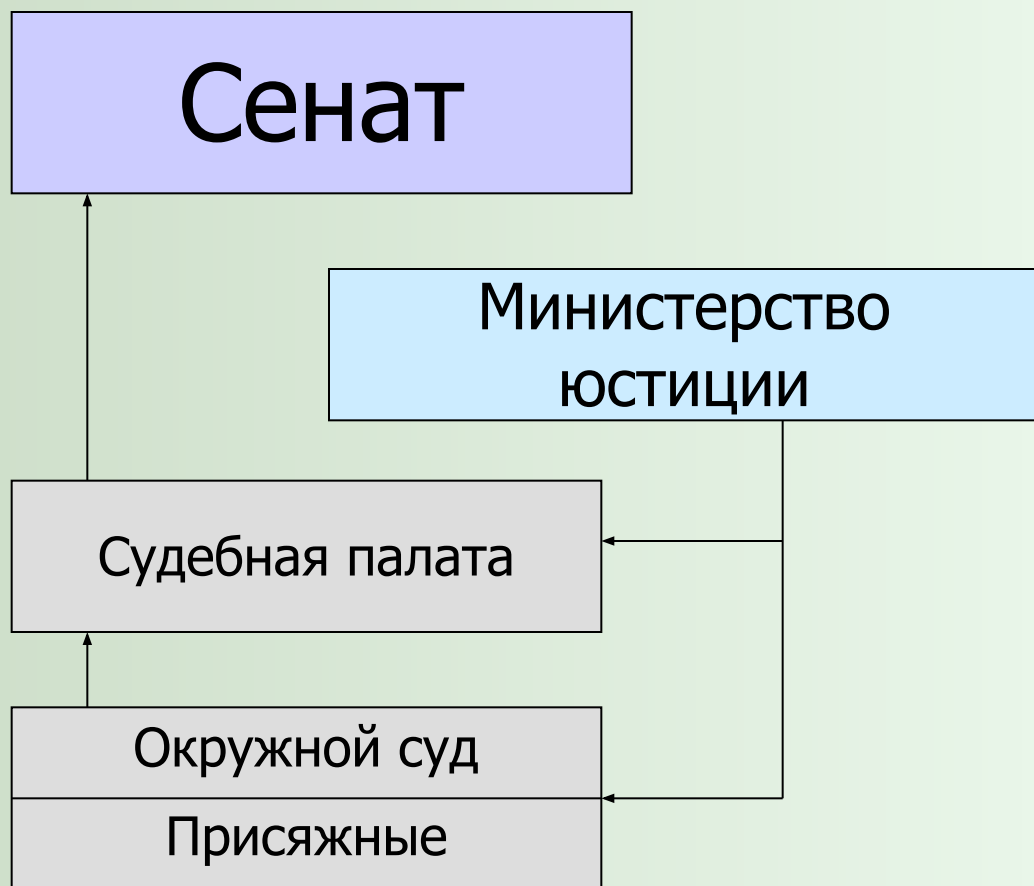 Сенат
Министерство
юстиции
Судебная палата
Окружной суд
Присяжные